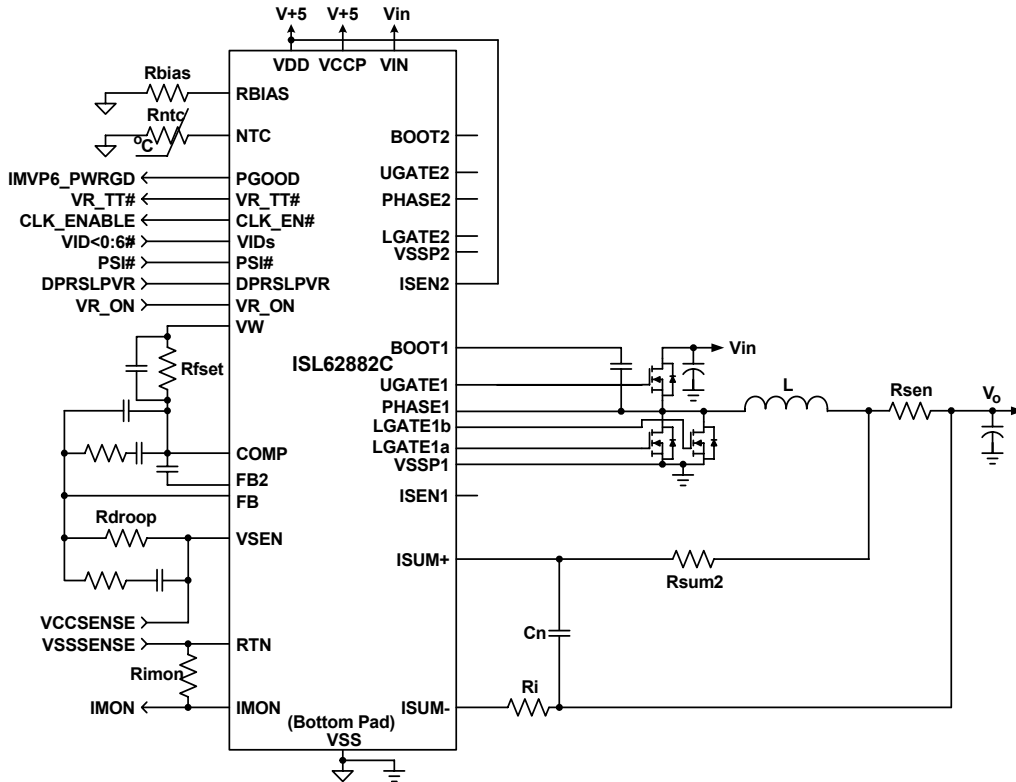 V+5
V+5
Vin
VDD
VCCP
VIN
Rbias
RBIAS
Rntc
°C
NTC
BOOT2
IMVP6_PWRGD
PGOOD
UGATE2
VR_TT#
VR_TT#
PHASE2
CLK_ENABLE
CLK_EN#
VID<0:6#
VIDs
LGATE2
PSI#
PSI#
VSSP2
DPRSLPVR
DPRSLPVR
ISEN2
VR_ON
VR_ON
VW
Rfset
ISL62882C
BOOT1
Vin
UGATE1
L
Rsen
Vo
PHASE1
LGATE1b
LGATE1a
COMP
VSSP1
FB2
FB
ISEN1
Rdroop
VSEN
ISUM+
Rsum2
VCCSENSE
Cn
VSSSENSE
RTN
Rimon
Ri
IMON
IMON
ISUM-
(Bottom Pad)
VSS